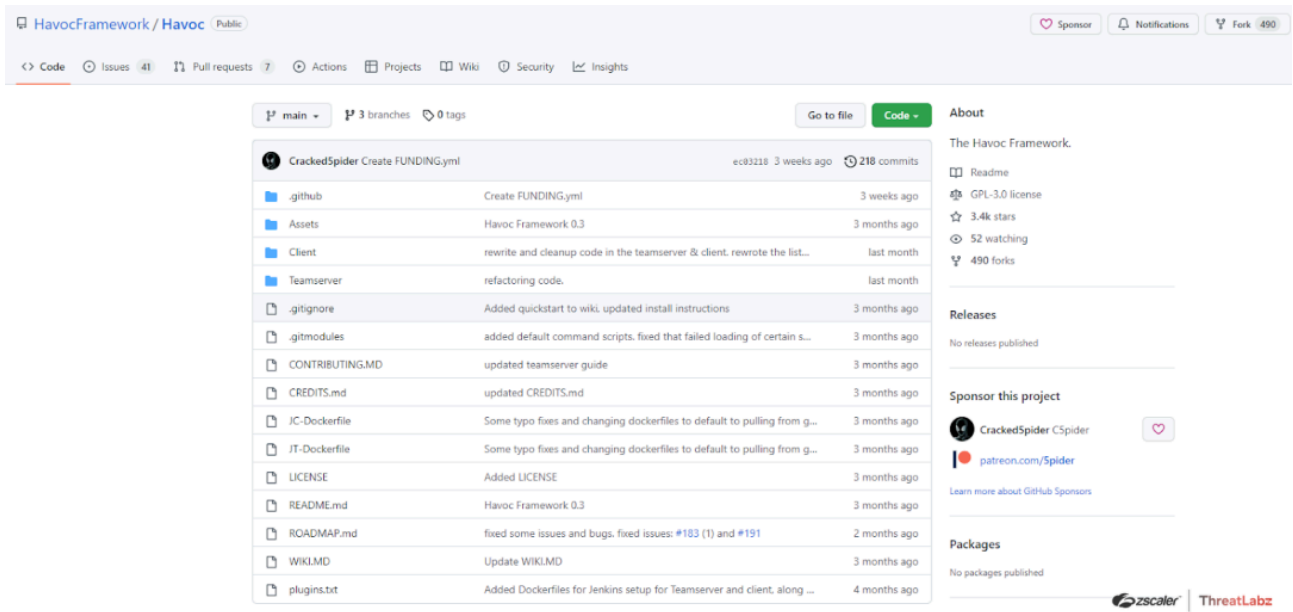 HavocFramework / Havoc Public
Sponsor Notifications Fork 490
Code Issues 41 Pull requests 7 Actions Projects Wiki Security Insights
main 3 branches 0 tags Go to file Code
CrackedSpider Create FUNDING.yml ec03218 3 weeks ago 218 commits
.github Create FUNDING.yml 3 weeks ago
Assets Havoc Framework 0.3 3 months ago
Client rewrite and cleanup code in the teamserver & client. rewrote the list... last month
Teamserver refactoring code. last month
.gitignore Added quickstart to wiki, updated install instructions 3 months ago
.gitmodules added default command scripts. fixed that failed loading of certain s... 3 months ago
CONTRIBUTING.MD updated teamserver guide 3 months ago
CREDITS.md updated CREDITS.md 3 months ago
JC-Dockerfile Some typo fixes and changing dockerfiles to default to pulling from g... 3 months ago
JT-Dockerfile Some typo fixes and changing dockerfiles to default to pulling from g... 3 months ago
LICENSE Added LICENSE 3 months ago
README.md Havoc Framework 0.3 3 months ago
ROADMAP.md fixed some issues and bugs. fixed issues: #183 (1) and #191 2 months ago
WIKI.MD Update WIKI.MD 3 months ago
plugins.txt Added Dockerfiles for Jenkins setup for Teamserver and client, along ... 4 months ago
About
The Havoc Framework.
Readme
GPL-3.0 license
3.4k stars
52 watching
490 forks
Releases
No releases published
Sponsor this project
Cracked5pider C5pider
patreon.com/5pider
Learn more about GitHub Sponsors
Packages
No packages published
zscaler ThreatLabz